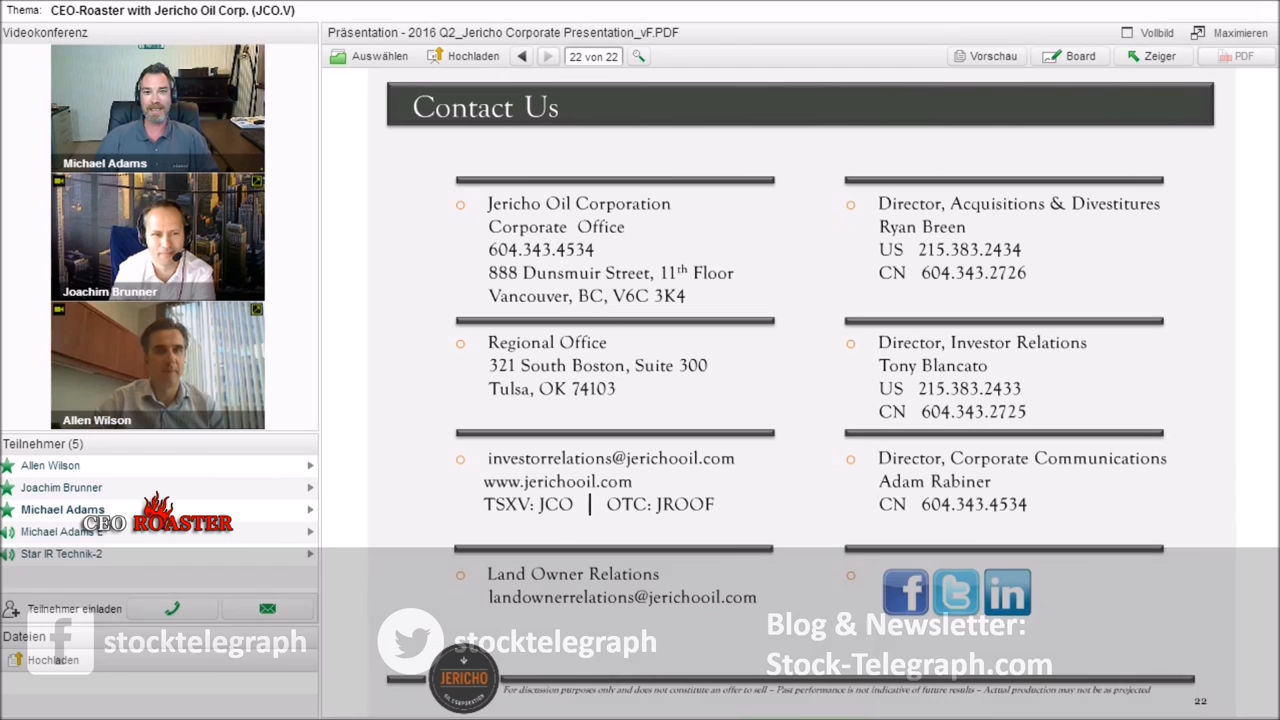 Thema: CEO-Roaster with Jericho Oil Corp. (JCO.V)
Videokonferenz
Michael Adams
Joachim Brunner
Allen Wilson
Teilnehmer (5)
Allen Wilson
Joachim Brunner
Michael Adams
CEO ROASTER
Michael Adams E
Star IR Technik-2
Teilnehmer einladen
Dateien
Hochladen
Präsentation - 2016 Q2_Jericho Corporate Presentation_vF.PDF
Vollbild
Maximieren
Auswählen
Hochladen
22 von 22
Vorschau
Board
Zeiger
PDF
Contact Us
Jericho Oil Corporation
Corporate Office
604.343.4534
888 Dunsmuir Street, 11th Floor
Vancouver, BC, V6C 3K4
Regional Office
321 South Boston, Suite 300
Tulsa, OK 74103
investorrelations@jerichooil.com
www.jerichooil.com
TSXV: JCO | OTC: JROOF
Land Owner Relations
landownerrelations@jerichooil.com
Director, Acquisitions & Divestitures
Ryan Breen
US 215.383.2434
CN 604.343.2726
Director, Investor Relations
Tony Blancato
US 215.383.2433
CN 604.343.2725
Director, Corporate Communications
Adam Rabiner
CN 604.343.4534
f
in
f
stocktelegraph
stocktelegraph
Blog & Newsletter:
Stock-Telegraph.com
JERICHO
OIL CORPORATION
For discussion purposes only and does not constitute an offer to sell – Past performance is not indicative of future results – Actual production may not be as projected
22